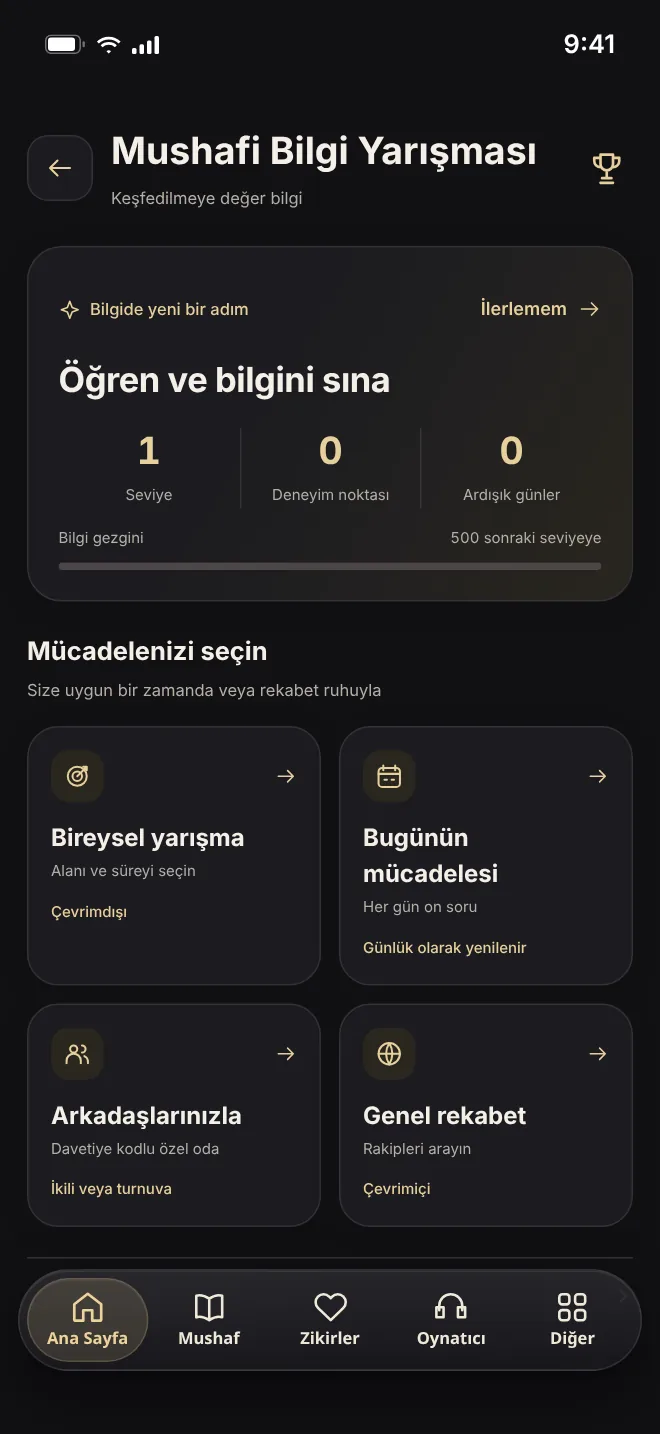 9:41
Mushafi Bilgi Yarışması
Keşfedilmeye değer bilgi
Bilgide yeni bir adım
İlerlemem
Öğren ve bilgini sına
1
0
0
Seviye
Deneyim noktası
Ardışık günler
Bilgi gezgini
500 sonraki seviyeye
Mücadelenizi seçin
Size uygun bir zamanda veya rekabet ruhuyla
Bireysel yarışma
Alanı ve süreyi seçin
Çevrimdışı
Bugünün
mücadelesi
Her gün on soru
Günlük olarak yenilenir
Arkadaşlarınızla
Davetiye kodlu özel oda
İkili veya turnuva
Genel rekabet
Rakipleri arayın
Çevrimiçi
Ana Sayfa
Mushaf
Zikirler
Oynatıcı
Diğer